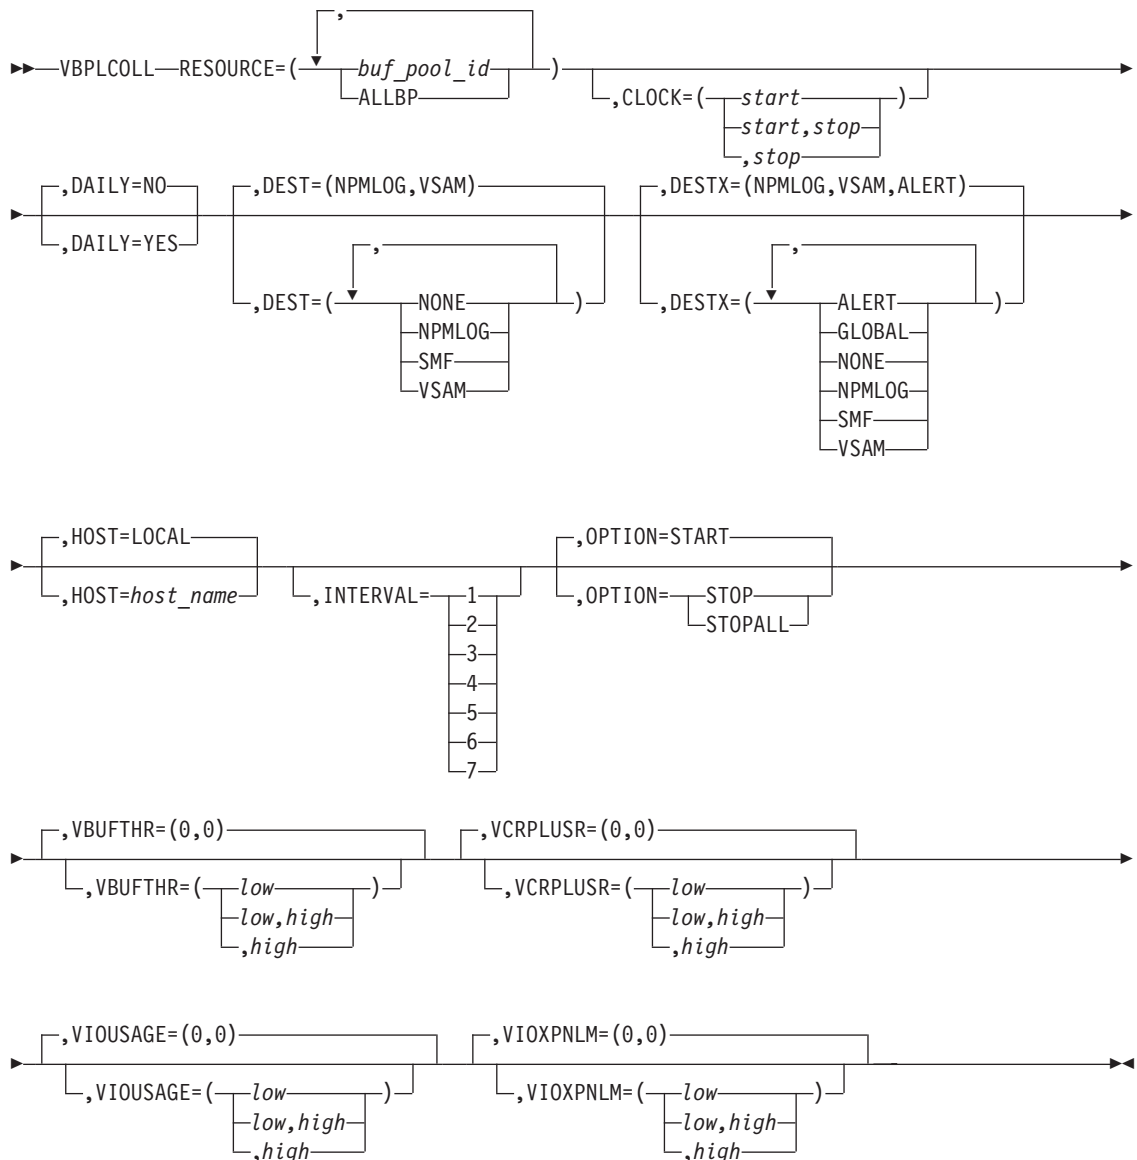 ,
VBPLCOLL RESOURCE=( buf_pool_id )
ALLBP
,CLOCK=( start )
start,stop
,stop
,DAILY=NO
,DAILY=YES
,DEST=(NPMLOG,VSAM)
,
,DEST=( NONE )
NPMLOG
SMF
VSAM
,DESTX=(NPMLOG,VSAM,ALERT)
,
,DESTX=( ALERT )
GLOBAL
NONE
NPMLOG
SMF
VSAM
,HOST=LOCAL
,HOST=host_name
,INTERVAL= 1
2
3
4
5
6
7
,OPTION=START
,OPTION= STOP
STOPALL
,VBUFTHR=(0,0)
,VBUFTHR=( low )
low,high
,high
,VCRPLUSR=(0,0)
,VCRPLUSR=( low )
low,high
,high
,VIOUSAGE=(0,0)
,VIOUSAGE=( low )
low,high
,high
,VIOXPNLM=(0,0)
,VIOXPNLM=( low )
low,high
,high